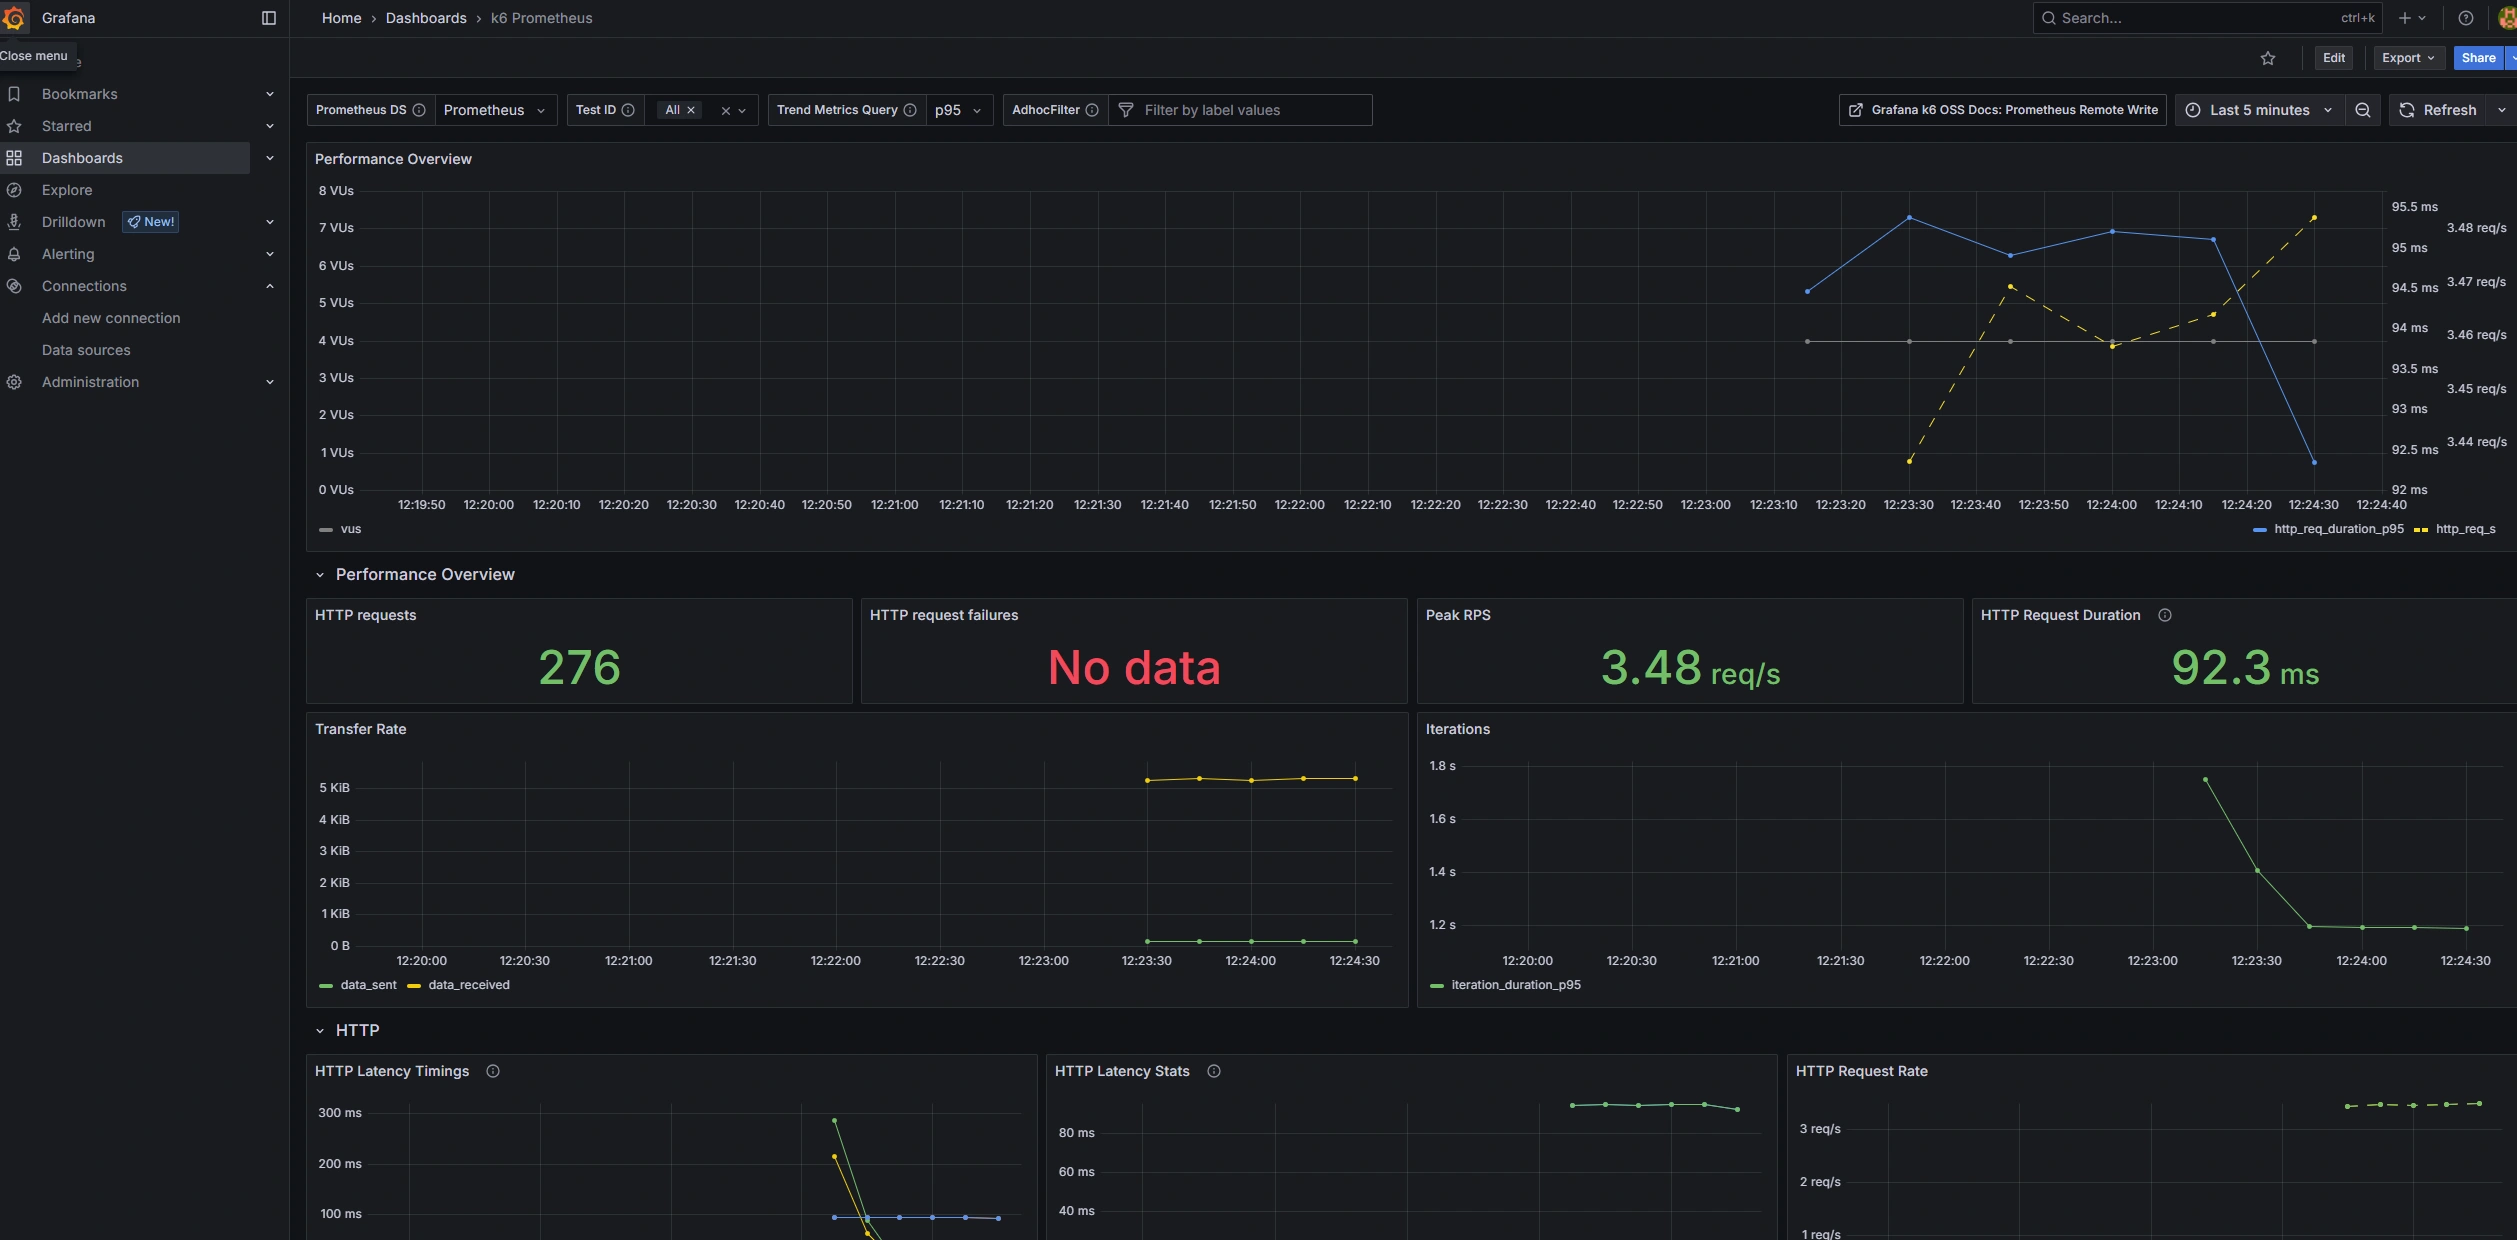 Grafana
Home › Dashboards › k6 Prometheus
Search... ctrl+k
Close menu
Edit Export Share
Bookmarks
Starred
Dashboards
Explore
Drilldown New!
Alerting
Connections
Add new connection
Data sources
Administration
Prometheus DS Prometheus Test ID All Trend Metrics Query p95 AdhocFilter Filter by label values
Grafana k6 OSS Docs: Prometheus Remote Write Last 5 minutes Refresh
Performance Overview
8 VUs
7 VUs
6 VUs
5 VUs
4 VUs
3 VUs
2 VUs
1 VUs
0 VUs
95.5 ms
95 ms
94.5 ms
94 ms
93.5 ms
93 ms
92.5 ms
92 ms
3.48 req/s
3.47 req/s
3.46 req/s
3.45 req/s
3.44 req/s
12:19:50 12:20:00 12:20:10 12:20:20 12:20:30 12:20:40 12:20:50 12:21:00 12:21:10 12:21:20 12:21:30 12:21:40 12:21:50 12:22:00 12:22:10 12:22:20 12:22:30 12:22:40 12:22:50 12:23:00 12:23:10 12:23:20 12:23:30 12:23:40 12:23:50 12:24:00 12:24:10 12:24:20 12:24:30 12:24:40
vus
http_req_duration_p95 http_req_s
Performance Overview
HTTP requests
276
HTTP request failures
No data
Peak RPS
3.48 req/s
HTTP Request Duration
92.3 ms
Transfer Rate
5 KiB
4 KiB
3 KiB
2 KiB
1 KiB
0 B
12:20:00 12:20:30 12:21:00 12:21:30 12:22:00 12:22:30 12:23:00 12:23:30 12:24:00 12:24:30
data_sent data_received
Iterations
1.8 s
1.6 s
1.4 s
1.2 s
12:20:00 12:20:30 12:21:00 12:21:30 12:22:00 12:22:30 12:23:00 12:23:30 12:24:00 12:24:30
iteration_duration_p95
HTTP
HTTP Latency Timings
300 ms
200 ms
100 ms
HTTP Latency Stats
80 ms
60 ms
40 ms
HTTP Request Rate
3 req/s
2 req/s
1 req/s